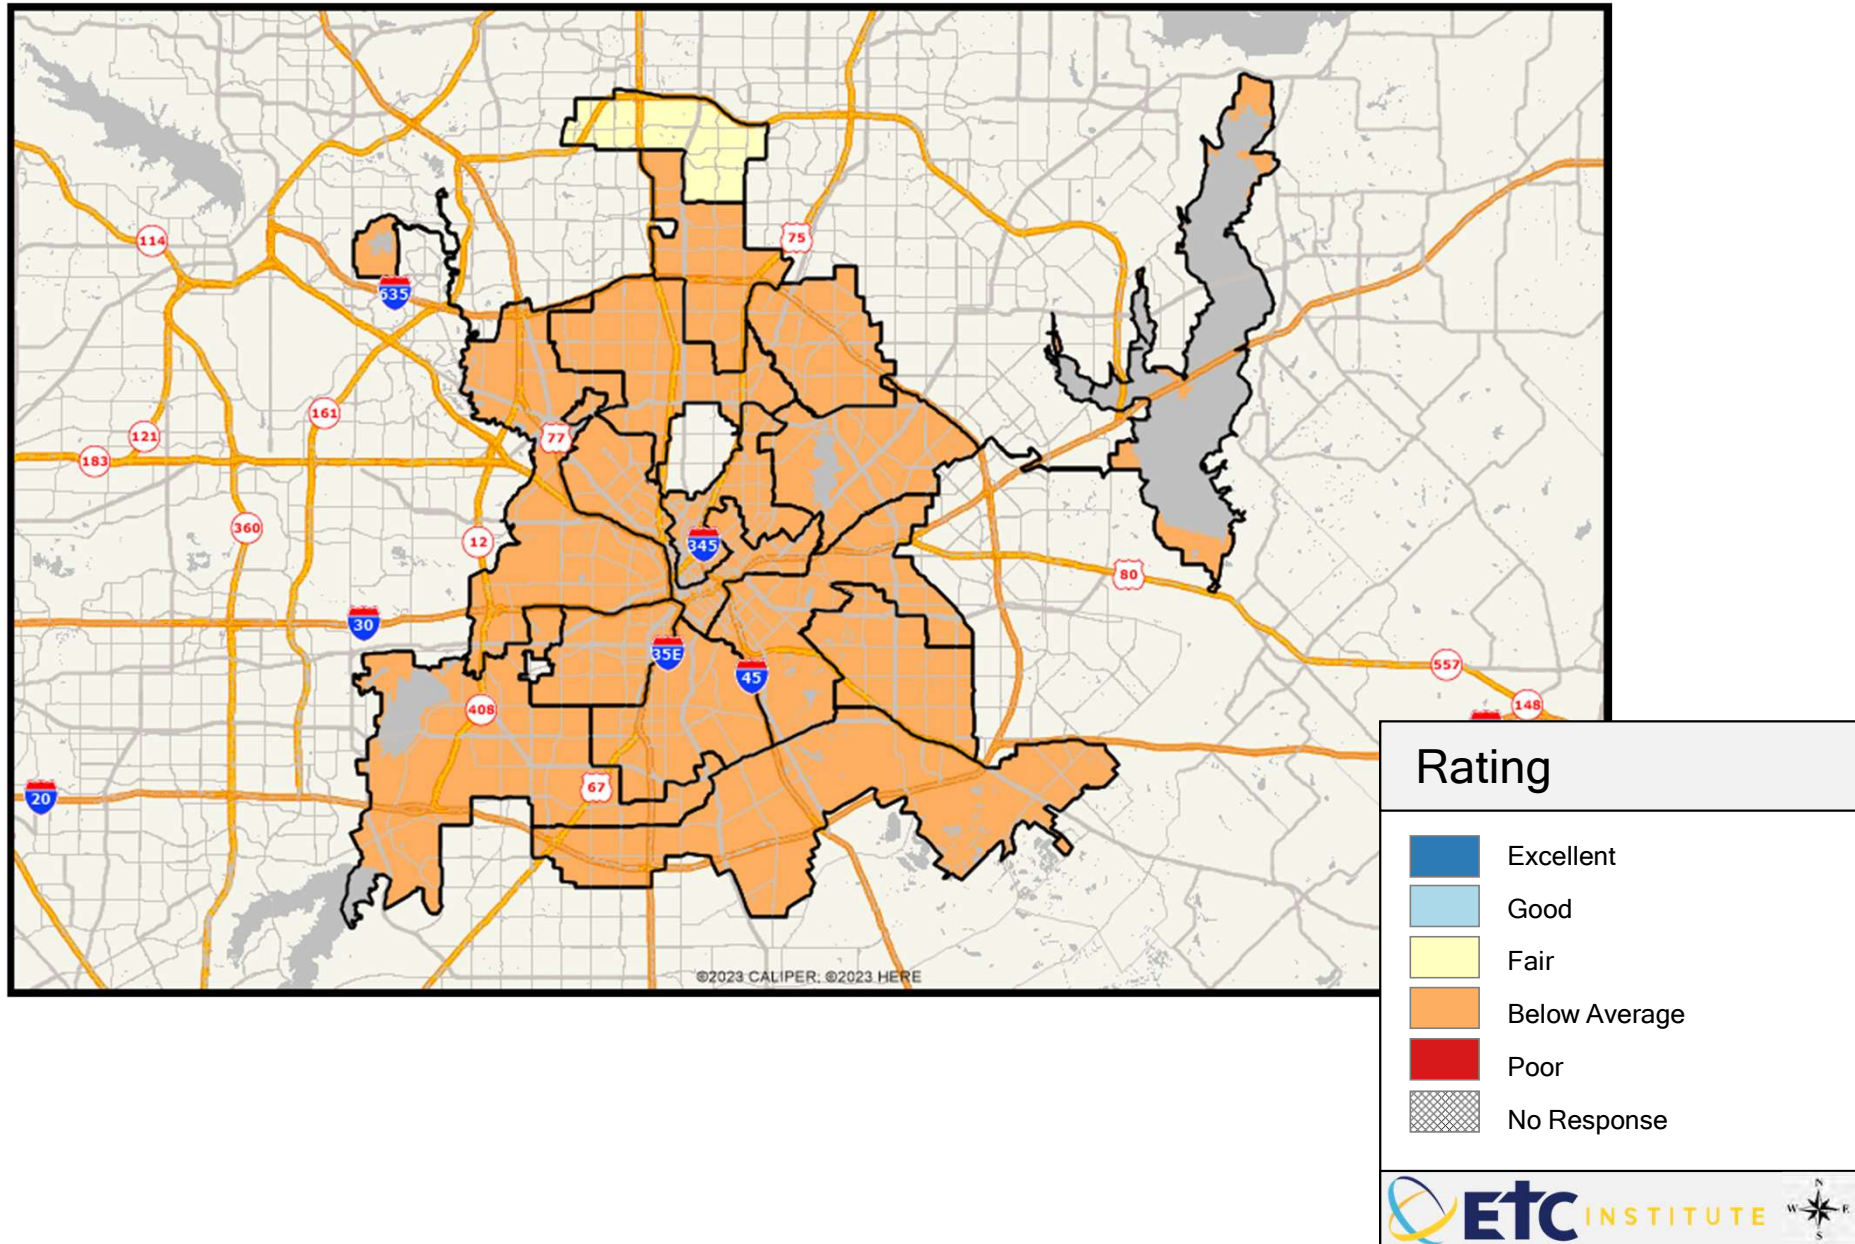 75
114
635
161
121
77
183
360
12
345
80
30
35E
45
557
408
148
67
20
©2023 CALIPER; ©2023 HERE
Rating
Excellent
Good
Fair
Below Average
Poor
No Response
ETC INSTITUTE
N
W E
S